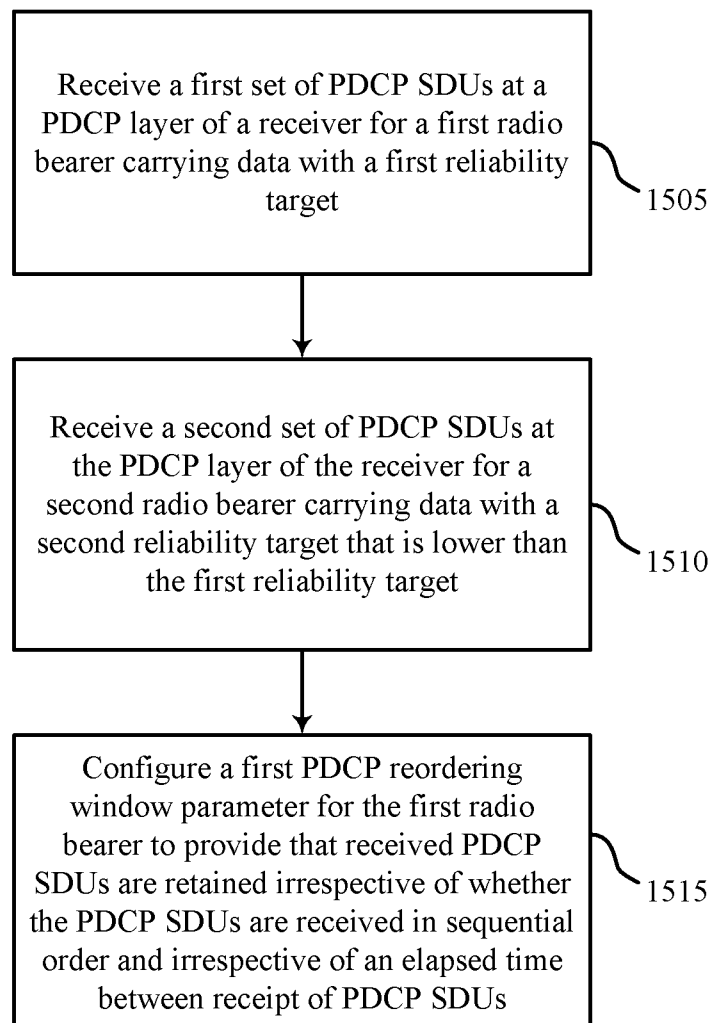 Receive a first set of PDCP SDUs at a
PDCP layer of a receiver for a first radio
bearer carrying data with a first reliability
target
1505
Receive a second set of PDCP SDUs at
the PDCP layer of the receiver for a
second radio bearer carrying data with a
second reliability target that is lower than
the first reliability target
1510
Configure a first PDCP reordering
window parameter for the first radio
bearer to provide that received PDCP
SDUs are retained irrespective of whether
the PDCP SDUs are received in sequential
order and irrespective of an elapsed time
between receipt of PDCP SDUs
1515